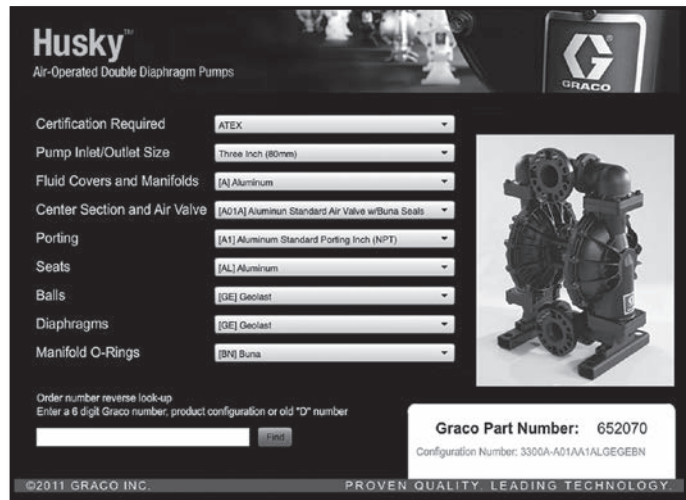 Husky™
Air-Operated Double Diaphragm Pumps
GRACO
Certification Required ATEX
Pump Inlet/Outlet Size Three Inch (80mm)
Fluid Covers and Manifolds [A] Aluminum
Center Section and Air Valve [A01A] Aluminun Standard Air Valve w/Buna Seals
Porting [A1] Aluminum Standard Porting Inch (NPT)
Seats [AL] Aluminum
Balls [GE] Geolast
Diaphragms [GE] Geolast
Manifold O-Rings [BN] Buna
Order number reverse look-up
Enter a 6 digit Graco number, product configuration or old "D" number
Find
Graco Part Number: 652070
Configuration Number: 3300A-A01AA1ALGEGEBN
©2011 GRACO INC. PROVEN QUALITY. LEADING TECHNOLOGY.